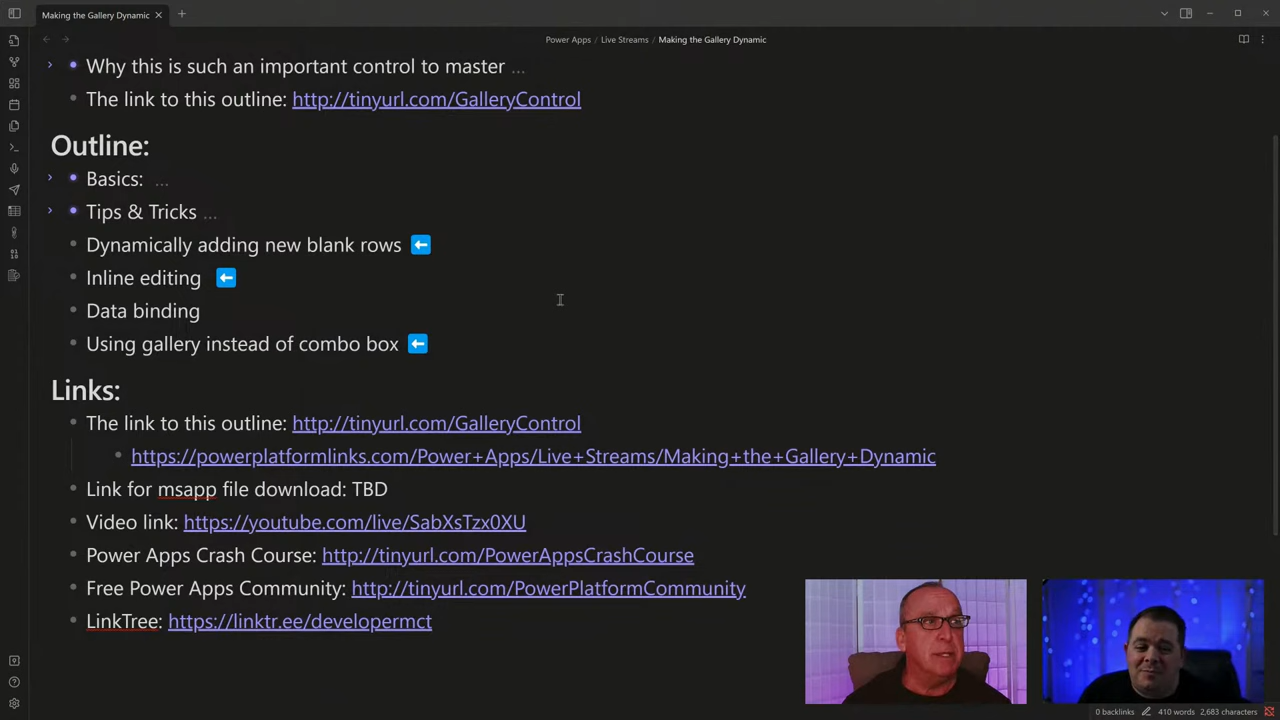 Making the Gallery Dynamic
Power Apps / Live Streams / Making the Gallery Dynamic
Why this is such an important control to master ...
The link to this outline: http://tinyurl.com/GalleryControl
Outline:
Basics: ...
Tips & Tricks ...
Dynamically adding new blank rows
Inline editing
Data binding
Using gallery instead of combo box
Links:
The link to this outline: http://tinyurl.com/GalleryControl
https://powerplatformlinks.com/Power+Apps/Live+Streams/Making+the+Gallery+Dynamic
Link for msapp file download: TBD
Video link: https://youtube.com/live/SabXsTzx0XU
Power Apps Crash Course: http://tinyurl.com/PowerAppsCrashCourse
Free Power Apps Community: http://tinyurl.com/PowerPlatformCommunity
LinkTree: https://linktr.ee/developermct
0 backlinks 410 words 2,683 characters